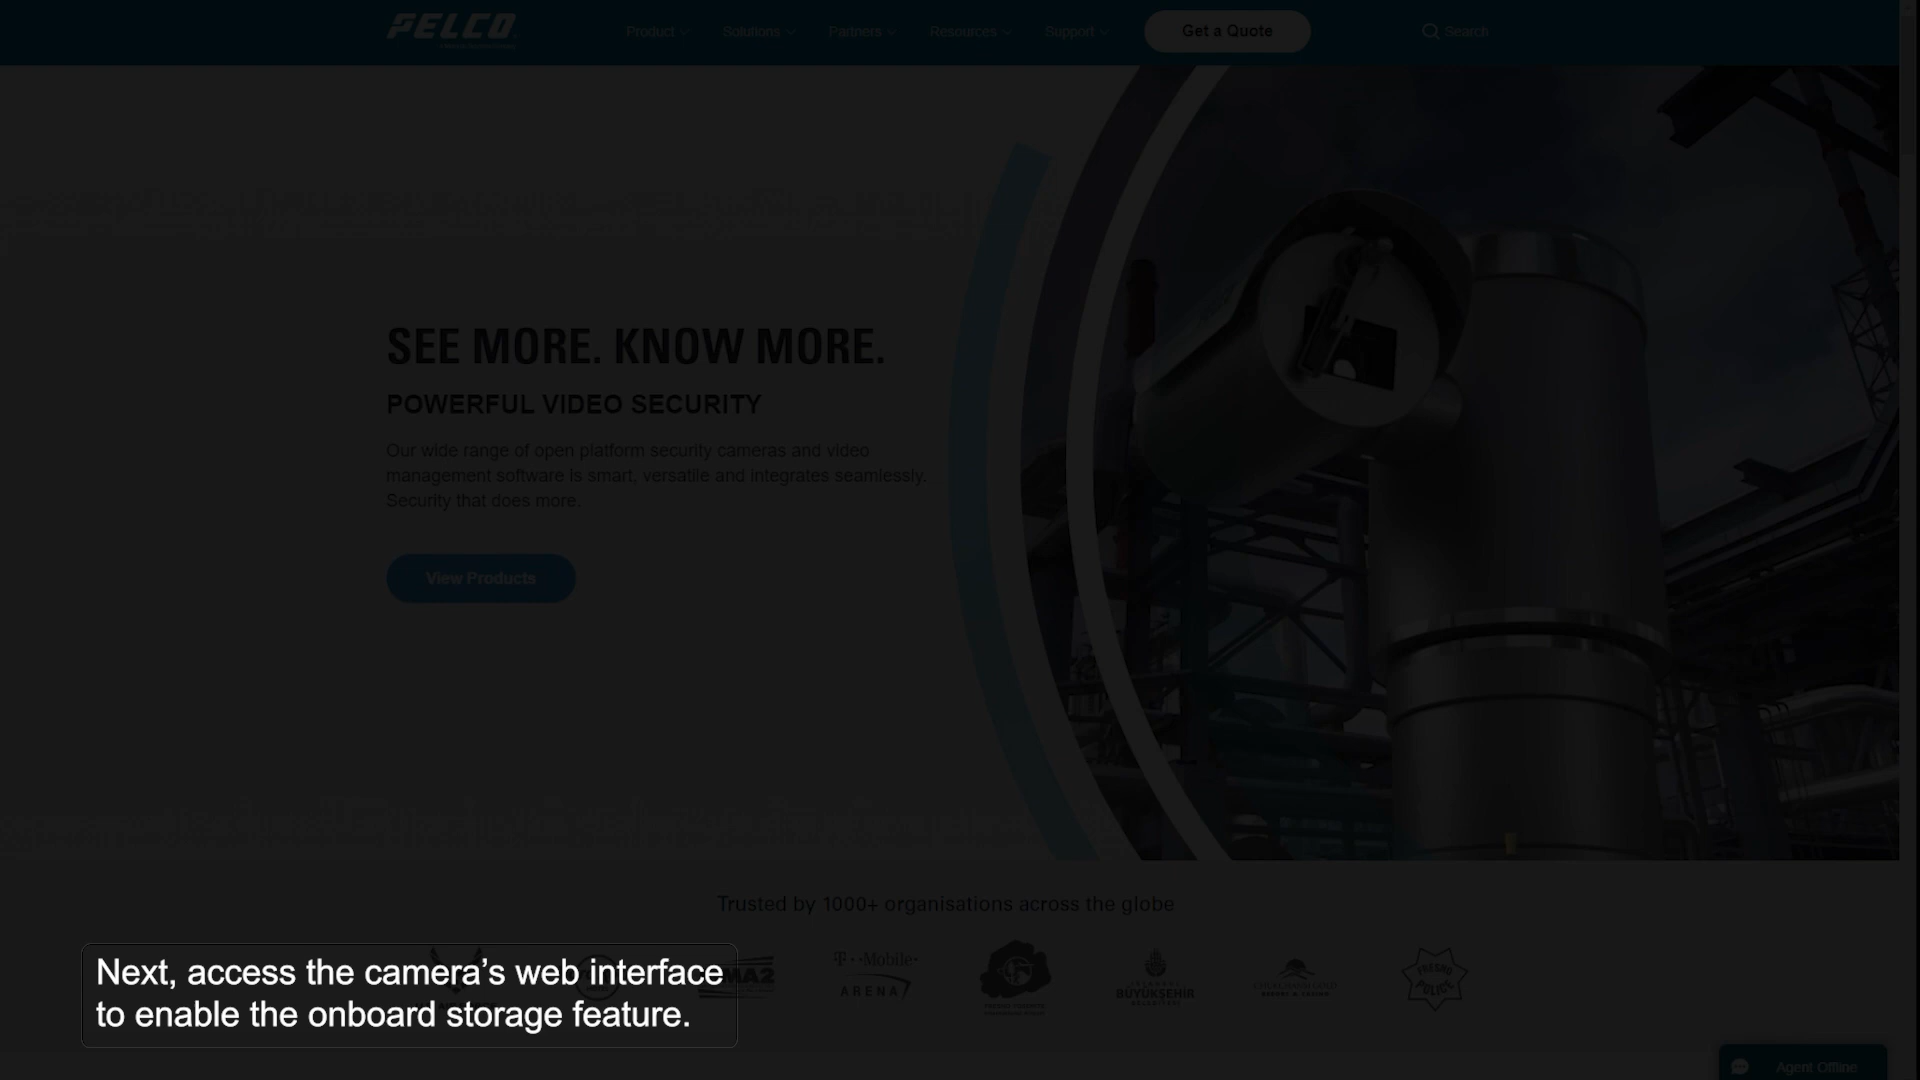 PELCO
Product
Solutions
Partners
Resources
Support
Get a Quote
Search
SEE MORE. KNOW MORE.
POWERFUL VIDEO SECURITY
Our wide range of open platform security cameras and video
management software is smart, versatile and integrates seamlessly.
Security that does more.
View Products
Trusted by 1000+ organisations across the globe
MA2
T··Mobile·
ARENA
BÜYÜKŞEHİR
FRESNO
POLICE
Next, access the camera’s web interface
to enable the onboard storage feature.
Agent Offline